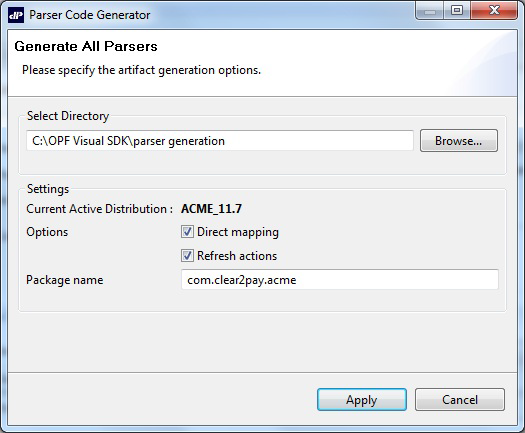 dP Parser Code Generator
Generate All Parsers
Please specify the artifact generation options.
Select Directory
C:\OPF Visual SDK\parser generation Browse...
Settings
Current Active Distribution : ACME_11.7
Options Direct mapping
Refresh actions
Package name com.clear2pay.acme
Apply Cancel